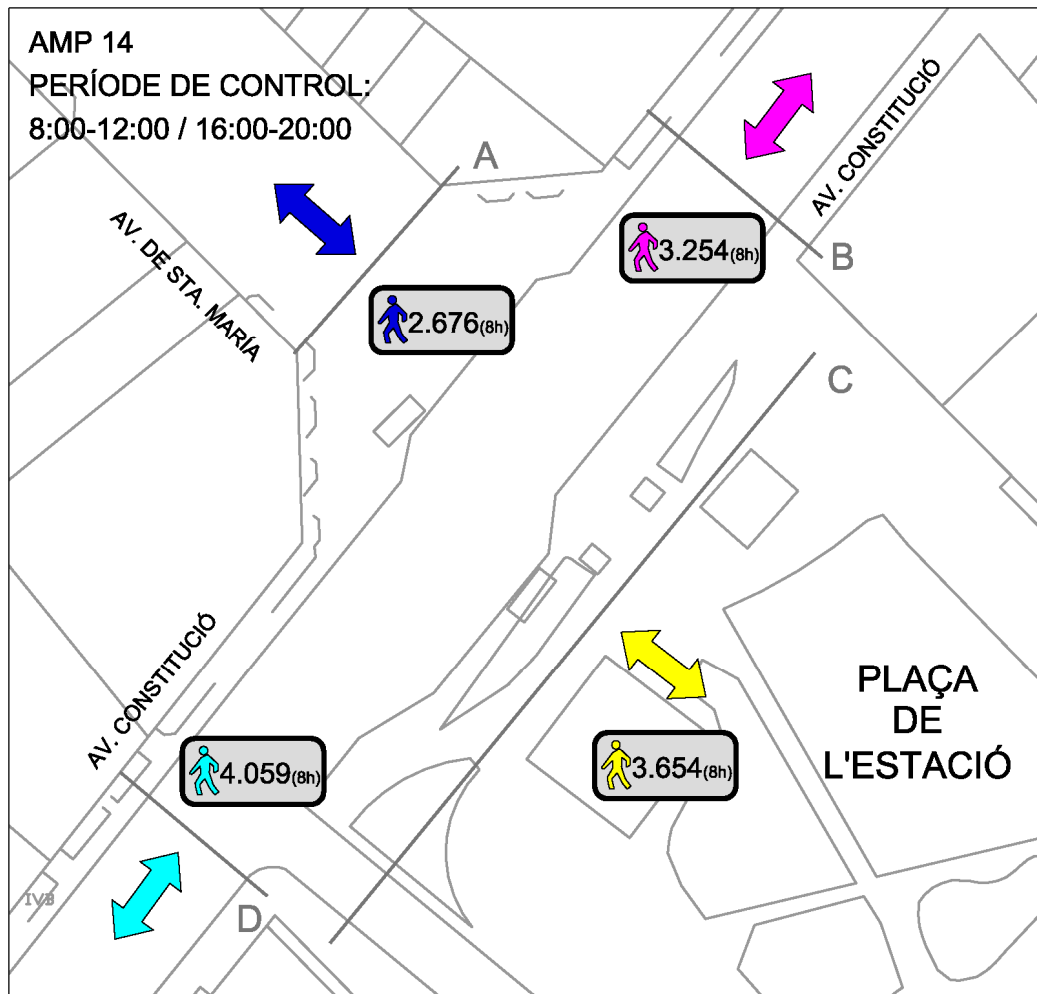 AMP 14
PERÍODE DE CONTROL:
8:00-12:00 / 16:00-20:00
A
AV. CONSTITUCIÓ
AV. DE STA. MARÍA
3.254(8h)
B
2.676(8h)
C
AV. CONSTITUCIÓ
PLAÇA
DE
L'ESTACIÓ
4.059(8h)
3.654(8h)
IVB
D